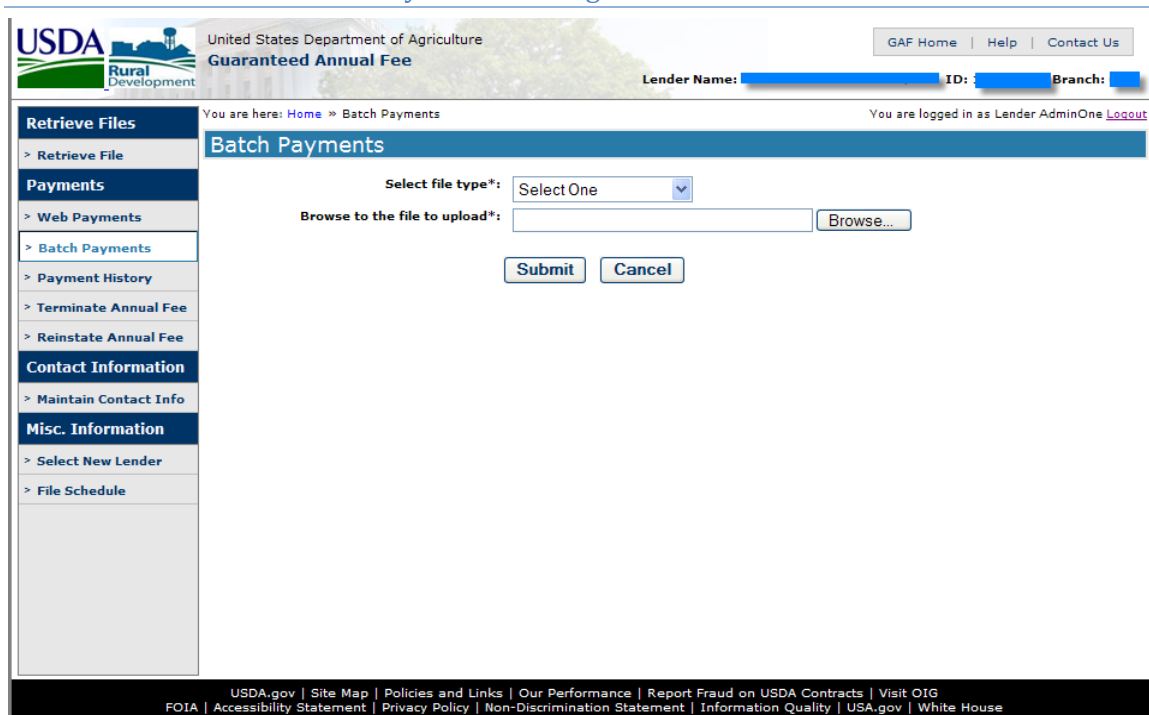 USDA
Rural
Development
United States Department of Agriculture
Guaranteed Annual Fee
GAF Home | Help | Contact Us
Lender Name: ID: Branch:
You are here: Home » Batch Payments
You are logged in as Lender AdminOne Logout
Retrieve Files
> Retrieve File
Payments
> Web Payments
> Batch Payments
> Payment History
> Terminate Annual Fee
> Reinstate Annual Fee
Contact Information
> Maintain Contact Info
Misc. Information
> Select New Lender
> File Schedule
Batch Payments
Select file type*: Select One
Browse to the file to upload*: Browse...
Submit Cancel
USDA.gov | Site Map | Policies and Links | Our Performance | Report Fraud on USDA Contracts | Visit OIG
FOIA | Accessibility Statement | Privacy Policy | Non-Discrimination Statement | Information Quality | USA.gov | White House